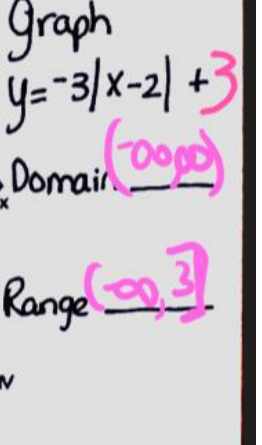 graph
y=-3|x-2| +3
Domain (-∞,∞)
x
Range (-∞,3]
N